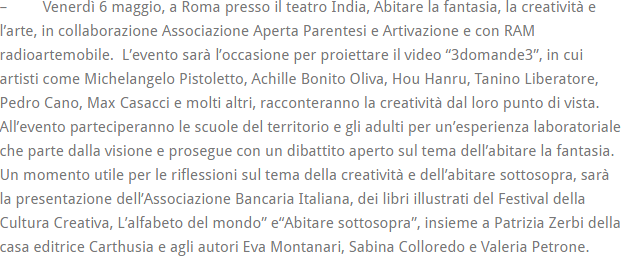 –        Venerdì 6 maggio, a Roma presso il teatro India, Abitare la fantasia, la creatività e
l’arte, in collaborazione Associazione Aperta Parentesi e Artivazione e con RAM
radioartemobile.  L’evento sarà l’occasione per proiettare il video “3domande3”, in cui
artisti come Michelangelo Pistoletto, Achille Bonito Oliva, Hou Hanru, Tanino Liberatore,
Pedro Cano, Max Casacci e molti altri, racconteranno la creatività dal loro punto di vista.
All’evento parteciperanno le scuole del territorio e gli adulti per un’esperienza laboratoriale
che parte dalla visione e prosegue con un dibattito aperto sul tema dell’abitare la fantasia.
Un momento utile per le riflessioni sul tema della creatività e dell’abitare sottosopra, sarà
la presentazione dell’Associazione Bancaria Italiana, dei libri illustrati del Festival della
Cultura Creativa, L’alfabeto del mondo” e“Abitare sottosopra”, insieme a Patrizia Zerbi della
casa editrice Carthusia e agli autori Eva Montanari, Sabina Colloredo e Valeria Petrone.